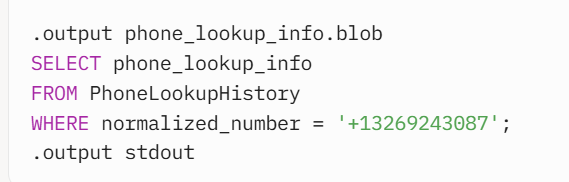 .output phone_lookup_info.blob
SELECT phone_lookup_info
FROM PhoneLookupHistory
WHERE normalized_number = '+13269243087';
.output stdout